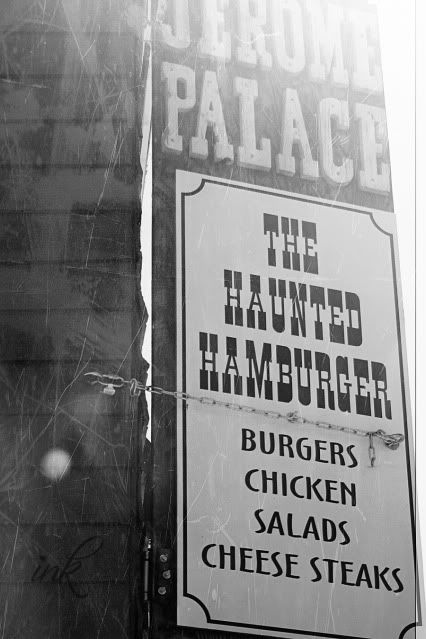 JEROME
PALACE
THE
HAUNTED
HAMBURGER
BURGERS
CHICKEN
SALADS
CHEESE STEAKS
ink